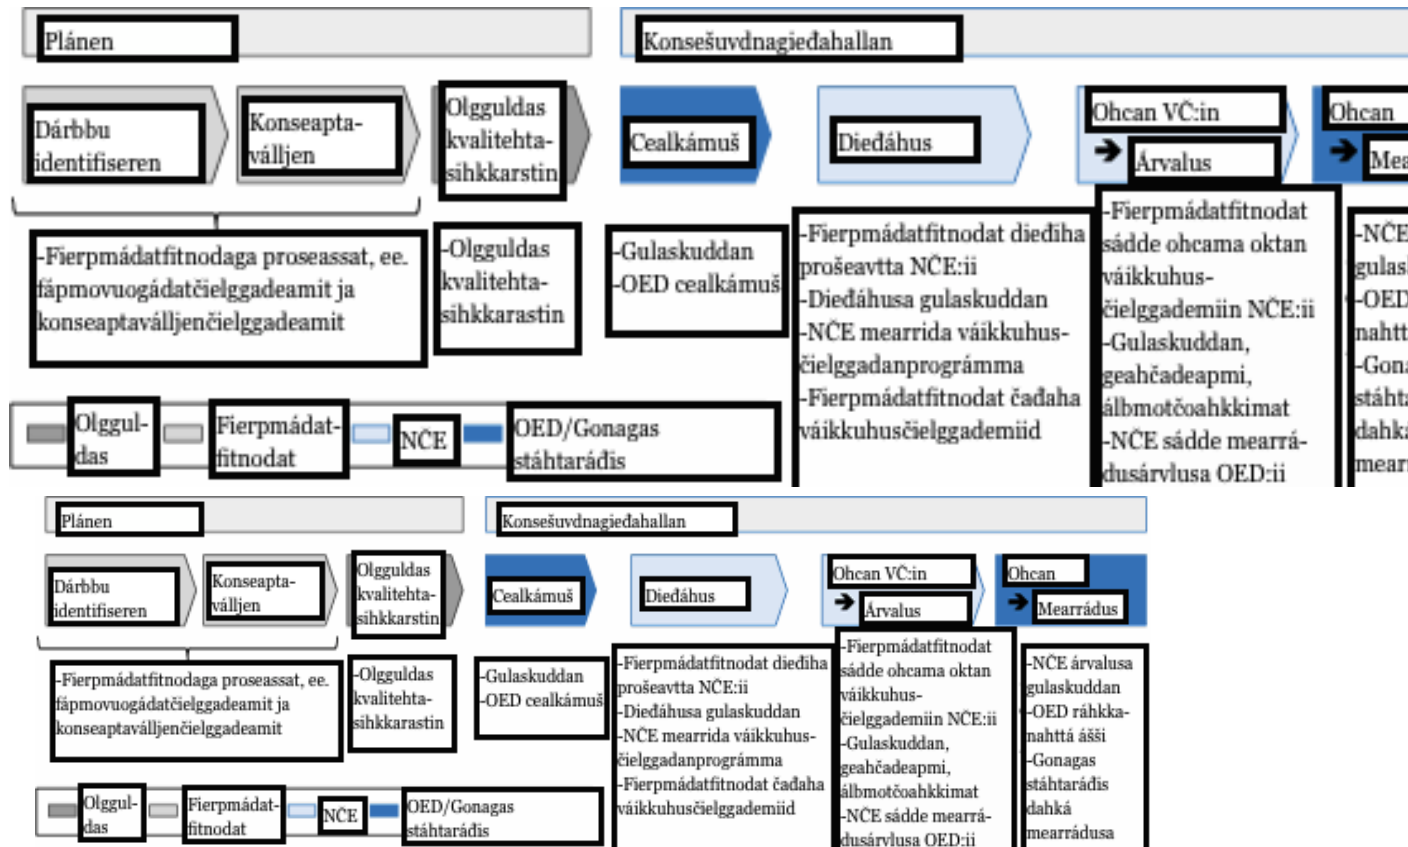 Plánen
Konsešuvdnagieđahallan
Dárbbu
identifiseren
Konseapta-
válljen
Olgguldas
kvalitehta-
sihkkarstin
Cealkámuš
Dieđáhus
Ohcan VČ:in
➔ Árvalus
Ohcan
➔
-Fierpmádatfitnodaga proseassat, ee.
fápmovuogádatčielggadeamit ja
konseaptaválljenčielggadeamit
-Olgguldas
kvalitehta-
sihkkarastin
-Gulaskuddan
-OED cealkámuš
-Fierpmádatfitnodat dieđiha
prošeavtta NČE:ii
-Dieđáhusa gulaskuddan
-NČE mearrida váikkuhus-
čielggadanprográmma
-Fierpmádatfitnodat čađaha
váikkuhusčielggademiid
-Fierpmádatfitnodat
sádde ohcama oktan
váikkuhus-
čielggademiin NČE:ii
-Gulaskuddan,
geahčadeapmi,
álbmotčoahkkimat
-NČE sádde mearrá-
dusárvlusa OED:ii
-NČE
-OED
Olggul-
das
Fierpmádat-
fitnodat
NČE
OED/Gonagas
stáhtaráđis
Plánen
Konsešuvdnagieđahallan
Dárbbu
identifiseren
Konseapta-
válljen
Olgguldas
kvalitehta-
sihkkarstin
Cealkámuš
Dieđáhus
Ohcan VČ:in
➔ Árvalus
Ohcan
➔ Mearrádus
-Fierpmádatfitnodaga proseassat, ee.
fápmovuogádatčielggadeamit ja
konseaptaválljenčielggadeamit
-Olgguldas
kvalitehta-
sihkkarastin
-Gulaskuddan
-OED cealkámuš
-Fierpmádatfitnodat dieđiha
prošeavtta NČE:ii
-Dieđáhusa gulaskuddan
-NČE mearrida váikkuhus-
čielggadanprográmma
-Fierpmádatfitnodat čađaha
váikkuhusčielggademiid
-Fierpmádatfitnodat
sádde ohcama oktan
váikkuhus-
čielggademiin NČE:ii
-Gulaskuddan,
geahčadeapmi,
álbmotčoahkkimat
-NČE sádde mearrá-
dusárvlusa OED:ii
-NČE árvalusa
gulaskuddan
-OED ráhkka-
nahttá ášši
-Gonagas
stáhtaráđis
dahká
mearrádusa
Olggul-
das
Fierpmádat-
fitnodat
NČE
OED/Gonagas
stáhtaráđis